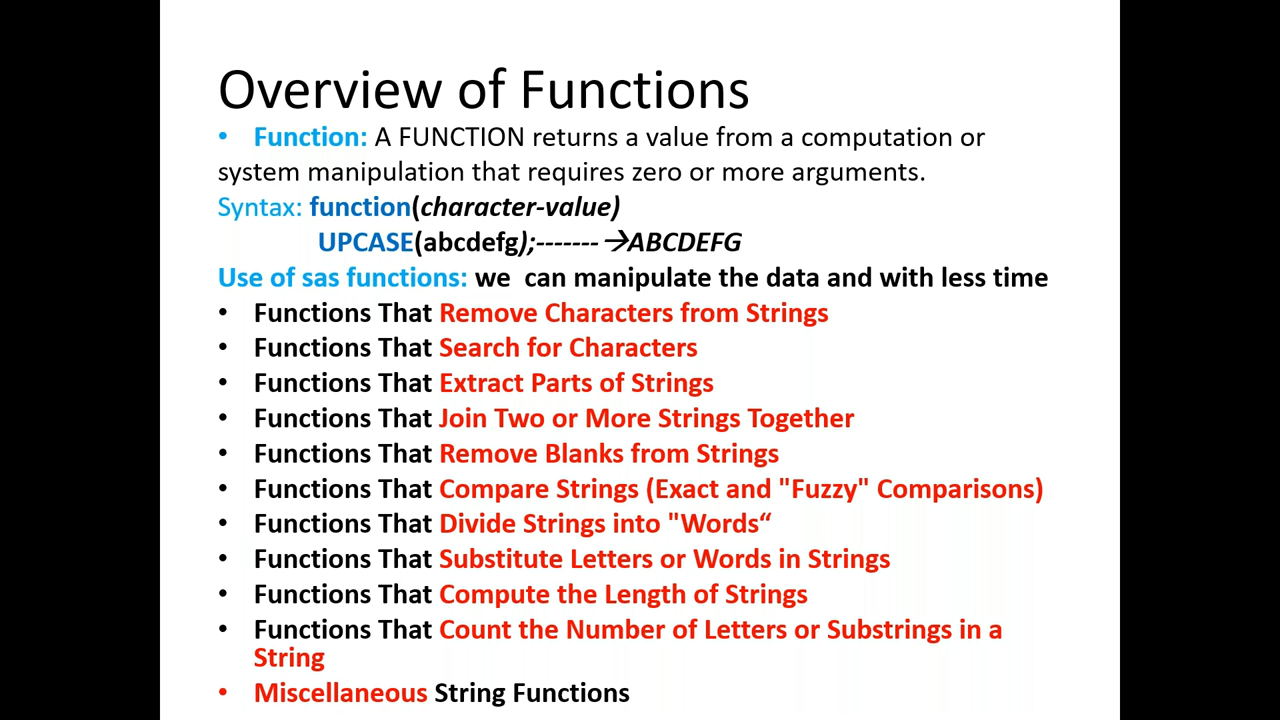 Overview of Functions
• Function: A FUNCTION returns a value from a computation or
system manipulation that requires zero or more arguments.
Syntax: function(character-value)
UPCASE(abcdefg);-------→ABCDEFG
Use of sas functions: we  can manipulate the data and with less time
• Functions That Remove Characters from Strings
• Functions That Search for Characters
• Functions That Extract Parts of Strings
• Functions That Join Two or More Strings Together
• Functions That Remove Blanks from Strings
• Functions That Compare Strings (Exact and "Fuzzy" Comparisons)
• Functions That Divide Strings into "Words“
• Functions That Substitute Letters or Words in Strings
• Functions That Compute the Length of Strings
• Functions That Count the Number of Letters or Substrings in a
String
• Miscellaneous String Functions